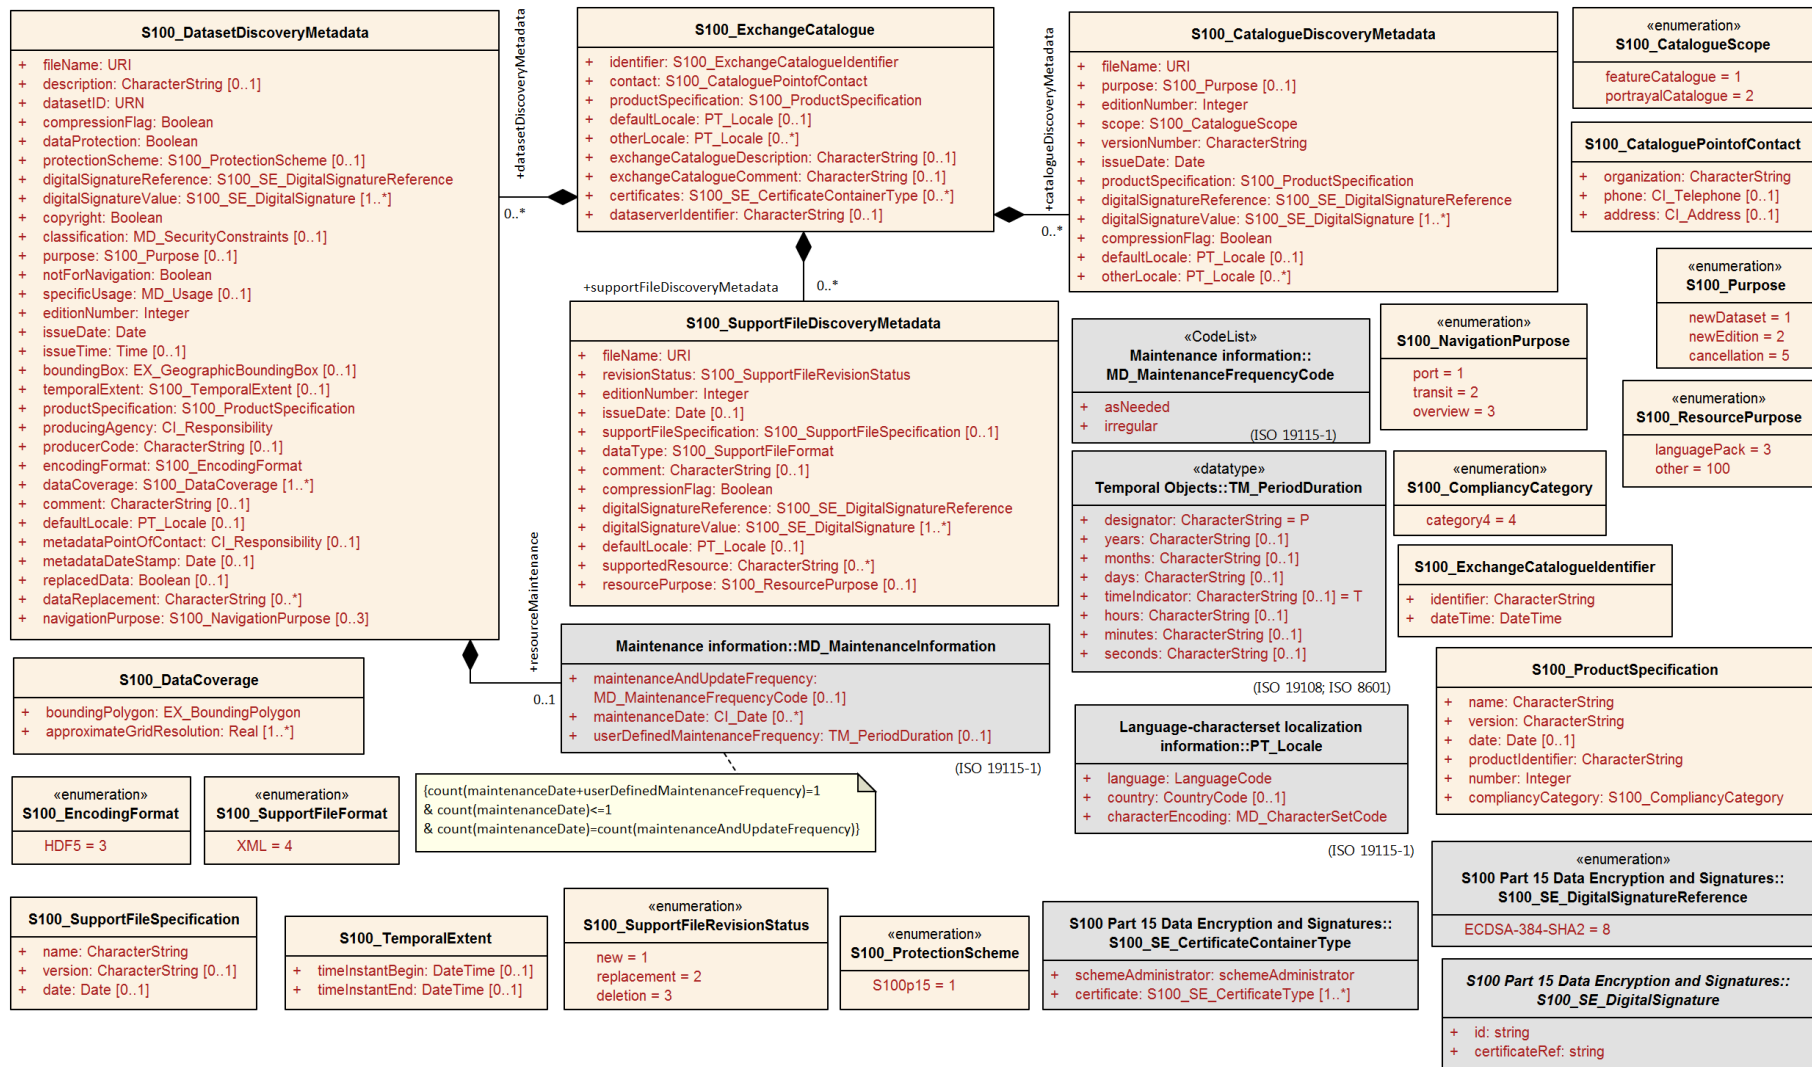 S100_DatasetDiscoveryMetadata
+ fileName: URI
+ description: CharacterString [0..1]
+ datasetID: URN
+ compressionFlag: Boolean
+ dataProtection: Boolean
+ protectionScheme: S100_ProtectionScheme [0..1]
+ digitalSignatureReference: S100_SE_DigitalSignatureReference
+ digitalSignatureValue: S100_SE_DigitalSignature [1..*]
+ copyright: Boolean
+ classification: MD_SecurityConstraints [0..1]
+ purpose: S100_Purpose [0..1]
+ notForNavigation: Boolean
+ specificUsage: MD_Usage [0..1]
+ editionNumber: Integer
+ issueDate: Date
+ issueTime: Time [0..1]
+ boundingBox: EX_GeographicBoundingBox [0..1]
+ temporalExtent: S100_TemporalExtent [0..1]
+ productSpecification: S100_ProductSpecification
+ producingAgency: CI_Responsibility
+ producerCode: CharacterString [0..1]
+ encodingFormat: S100_EncodingFormat
+ dataCoverage: S100_DataCoverage [1..*]
+ comment: CharacterString [0..1]
+ defaultLocale: PT_Locale [0..1]
+ metadataPointOfContact: CI_Responsibility [0..1]
+ metadataDateStamp: Date [0..1]
+ replacedData: Boolean [0..1]
+ dataReplacement: CharacterString [0..*]
+ navigationPurpose: S100_NavigationPurpose [0..3]
+datasetDiscoveryMetadata
0..*
S100_ExchangeCatalogue
+ identifier: S100_ExchangeCatalogueIdentifier
+ contact: S100_CataloguePointofContact
+ productSpecification: S100_ProductSpecification
+ defaultLocale: PT_Locale [0..1]
+ otherLocale: PT_Locale [0..*]
+ exchangeCatalogueDescription: CharacterString [0..1]
+ exchangeCatalogueComment: CharacterString [0..1]
+ certificates: S100_SE_CertificateContainerType [0..*]
+ dataserverIdentifier: CharacterString [0..1]
+catalogueDiscoveryMetadata
0..*
S100_CatalogueDiscoveryMetadata
+ fileName: URI
+ purpose: S100_Purpose [0..1]
+ editionNumber: Integer
+ scope: S100_CatalogueScope
+ versionNumber: CharacterString
+ issueDate: Date
+ productSpecification: S100_ProductSpecification
+ digitalSignatureReference: S100_SE_DigitalSignatureReference
+ digitalSignatureValue: S100_SE_DigitalSignature [1..*]
+ compressionFlag: Boolean
+ defaultLocale: PT_Locale [0..1]
+ otherLocale: PT_Locale [0..*]
«enumeration»
S100_CatalogueScope
featureCatalogue = 1
portrayalCatalogue = 2
S100_CataloguePointofContact
+ organization: CharacterString
+ phone: CI_Telephone [0..1]
+ address: CI_Address [0..1]
«enumeration»
S100_Purpose
newDataset = 1
newEdition = 2
cancellation = 5
+supportFileDiscoveryMetadata
0..*
S100_SupportFileDiscoveryMetadata
+ fileName: URI
+ revisionStatus: S100_SupportFileRevisionStatus
+ editionNumber: Integer
+ issueDate: Date [0..1]
+ supportFileSpecification: S100_SupportFileSpecification [0..1]
+ dataType: S100_SupportFileFormat
+ comment: CharacterString [0..1]
+ compressionFlag: Boolean
+ digitalSignatureReference: S100_SE_DigitalSignatureReference
+ digitalSignatureValue: S100_SE_DigitalSignature [1..*]
+ defaultLocale: PT_Locale [0..1]
+ supportedResource: CharacterString [0..*]
+ resourcePurpose: S100_ResourcePurpose [0..1]
«CodeList»
Maintenance information::
MD_MaintenanceFrequencyCode
+ asNeeded
+ irregular
(ISO 19115-1)
«enumeration»
S100_NavigationPurpose
port = 1
transit = 2
overview = 3
«enumeration»
S100_ResourcePurpose
languagePack = 3
other = 100
«datatype»
Temporal Objects::TM_PeriodDuration
+ designator: CharacterString = P
+ years: CharacterString [0..1]
+ months: CharacterString [0..1]
+ days: CharacterString [0..1]
+ timeIndicator: CharacterString [0..1] = T
+ hours: CharacterString [0..1]
+ minutes: CharacterString [0..1]
+ seconds: CharacterString [0..1]
(ISO 19108; ISO 8601)
«enumeration»
S100_CompliancyCategory
category4 = 4
S100_ExchangeCatalogueIdentifier
+ identifier: CharacterString
+ dateTime: DateTime
+resourceMaintenance
0..1
Maintenance information::MD_MaintenanceInformation
+ maintenanceAndUpdateFrequency:
MD_MaintenanceFrequencyCode [0..1]
+ maintenanceDate: CI_Date [0..*]
+ userDefinedMaintenanceFrequency: TM_PeriodDuration [0..1]
(ISO 19115-1)
S100_DataCoverage
+ boundingPolygon: EX_BoundingPolygon
+ approximateGridResolution: Real [1..*]
Language-characterset localization
information::PT_Locale
+ language: LanguageCode
+ country: CountryCode [0..1]
+ characterEncoding: MD_CharacterSetCode
(ISO 19115-1)
S100_ProductSpecification
+ name: CharacterString
+ version: CharacterString
+ date: Date [0..1]
+ productIdentifier: CharacterString
+ number: Integer
+ compliancyCategory: S100_CompliancyCategory
«enumeration»
S100_EncodingFormat
HDF5 = 3
«enumeration»
S100_SupportFileFormat
XML = 4
{count(maintenanceDate+userDefinedMaintenanceFrequency)=1
& count(maintenanceDate)<=1
& count(maintenanceDate)=count(maintenanceAndUpdateFrequency)}
«enumeration»
S100 Part 15 Data Encryption and Signatures::
S100_SE_DigitalSignatureReference
ECDSA-384-SHA2 = 8
S100_SupportFileSpecification
+ name: CharacterString
+ version: CharacterString [0..1]
+ date: Date [0..1]
S100_TemporalExtent
+ timeInstantBegin: DateTime [0..1]
+ timeInstantEnd: DateTime [0..1]
«enumeration»
S100_SupportFileRevisionStatus
new = 1
replacement = 2
deletion = 3
«enumeration»
S100_ProtectionScheme
S100p15 = 1
S100 Part 15 Data Encryption and Signatures::
S100_SE_CertificateContainerType
+ schemeAdministrator: schemeAdministrator
+ certificate: S100_SE_CertificateType [1..*]
S100 Part 15 Data Encryption and Signatures::
S100_SE_DigitalSignature
+ id: string
+ certificateRef: string